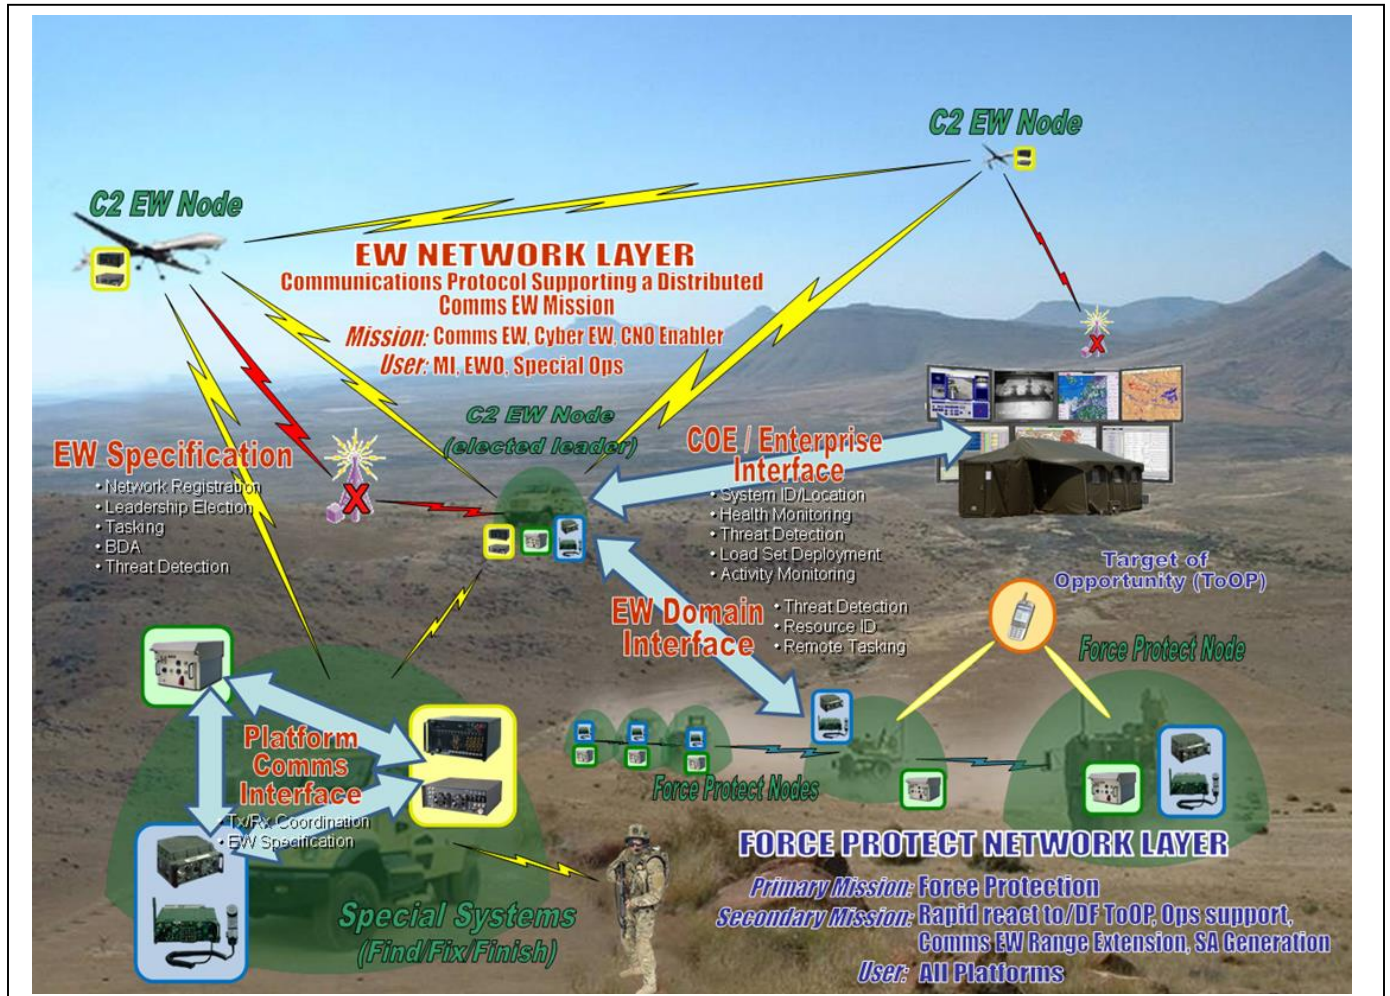 C2 EW Node
C2 EW Node
EW NETWORK LAYER
Communications Protocol Supporting a Distributed
Comms EW Mission
Mission: Comms EW, Cyber EW, CNO Enabler
User: MI, EWO, Special Ops
C2 EW Node
(elected leader)
EW Specification
• Network Registration
• Leadership Election
• Tasking
• BDA
• Threat Detection
COE / Enterprise
Interface
• System ID/Location
• Health Monitoring
• Threat Detection
• Load Set Deployment
• Activity Monitoring
EW Domain
Interface
• Threat Detection
• Resource ID
• Remote Tasking
Target of
Opportunity (ToOP)
Force Protect Node
Platform
Comms
Interface
• Tx/Rx Coordination
• EW Specification
Force Protect Nodes
Special Systems
(Find/Fix/Finish)
FORCE PROTECT NETWORK LAYER
Primary Mission: Force Protection
Secondary Mission: Rapid react to/DF ToOP, Ops support,
Comms EW Range Extension, SA Generation
User: All Platforms